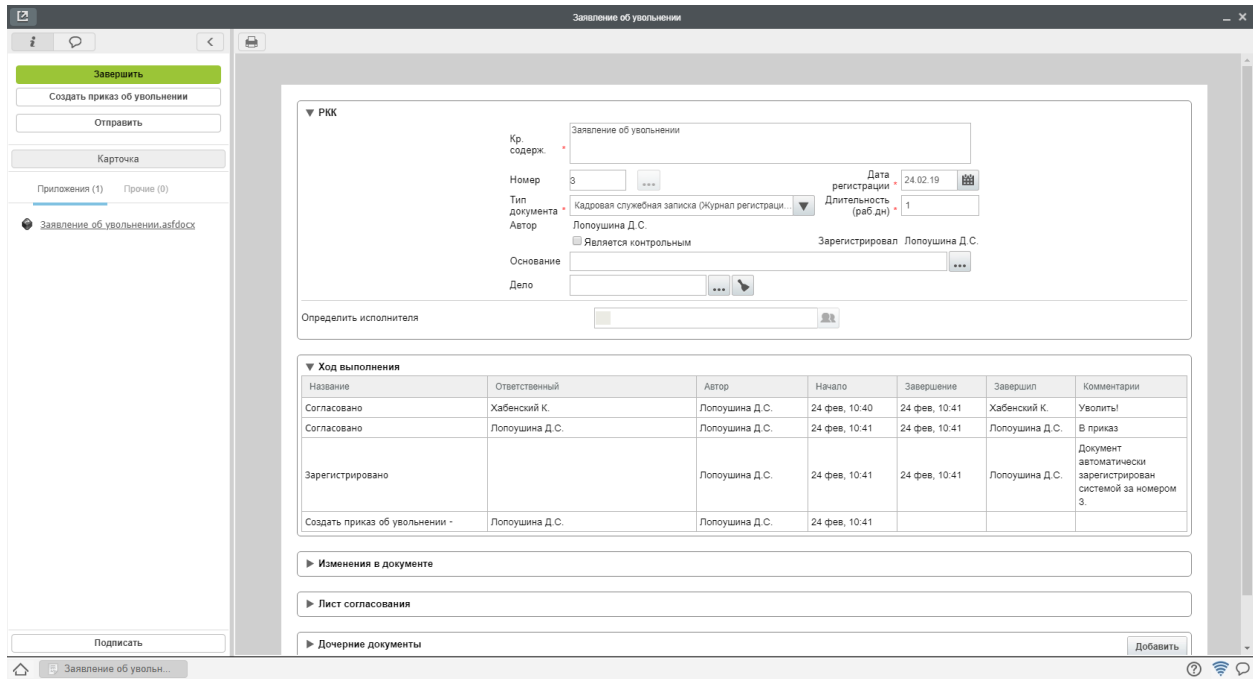 Заявление об увольнении
Завершить
Создать приказ об увольнении
Отправить
Карточка
Приложения (1) Прочие (0)
Заявление об увольнении.asfdocx
Подписать
РКК
Кр.
содерж. *
Заявление об увольнении
Номер 3 ...
Дата
регистрации * 24.02.19
Тип
документа * Кадровая служебная записка (Журнал регистраци...
Длительность
(раб.дн) * 1
Автор Лопоушина Д.С.
Является контрольным Зарегистрировал Лопоушина Д.С.
Основание ...
Дело ...
Определить исполнителя
Ход выполнения
Название Ответственный Автор Начало Завершение Завершил Комментарии
Согласовано Хабенский К. Лопоушина Д.С. 24 фев, 10:40 24 фев, 10:41 Хабенский К. Уволить!
Согласовано Лопоушина Д.С. Лопоушина Д.С. 24 фев, 10:41 24 фев, 10:41 Лопоушина Д.С. В приказ
Зарегистрировано Лопоушина Д.С. 24 фев, 10:41 24 фев, 10:41 Лопоушина Д.С.
Документ
автоматически
зарегистрирован
системой за номером
3.
Создать приказ об увольнении - Лопоушина Д.С. Лопоушина Д.С. 24 фев, 10:41
Изменения в документе
Лист согласования
Дочерние документы Добавить
Заявление об увольн...